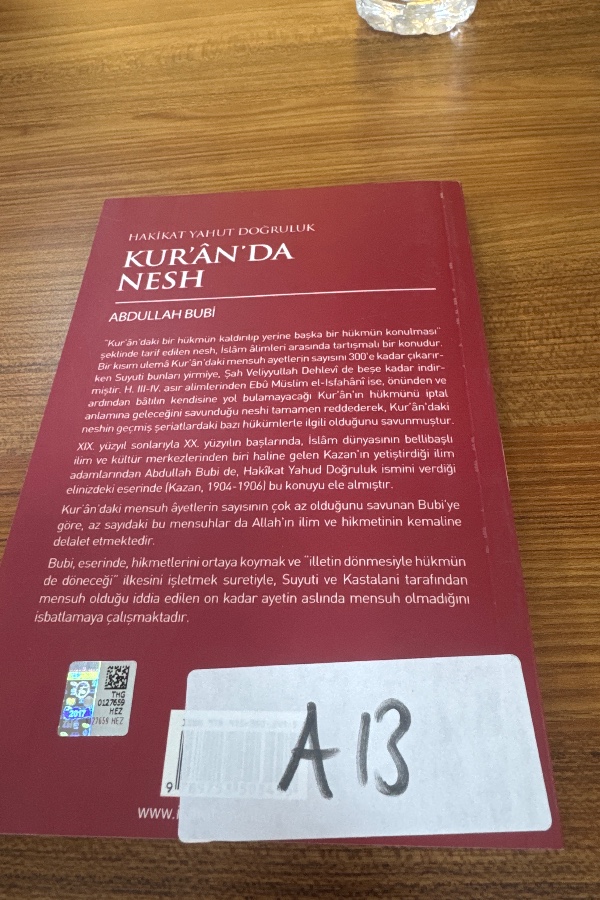 HAKİKAT YAHUT DOĞRULUK
KUR'ÂN'DA
NESH
ABDULLAH BUBİ
"Kur'ân'daki bir hükmün kaldırılıp yerine başka bir hükmün konulması"
şeklinde tarif edilen nesh, İslâm âlimleri arasında tartışmalı bir konudur.
Bir kısım ulemâ Kur'ân'daki mensuh ayetlerin sayısını 300'e kadar çıkarır-
ken Suyuti bunları yirmiye, Şah Veliyyullah Dehlevî de beşe kadar indir-
miştir. H. III-IV. asır alimlerinden Ebû Müslim el-Isfahânî ise, önünden ve
ardından bâtılın kendisine yol bulamayacağı Kur'ân'ın hükmünü iptal
anlamına geleceğini savunduğu neshi tamamen reddederek, Kur'ân'daki
neshin geçmiş şeriatlardaki bazı hükümlerle ilgili olduğunu savunmuştur.
XIX. yüzyıl sonlarıyla XX. yüzyılın başlarında, İslâm dünyasının bellibaşlı
ilim ve kültür merkezlerinden biri haline gelen Kazan'ın yetiştirdiği ilim
adamlarından Abdullah Bubi de, Hakîkat Yahud Doğruluk ismini verdiği
elinizdeki eserinde (Kazan, 1904-1906) bu konuyu ele almıştır.
Kur'ân'daki mensuh âyetlerin sayısının çok az olduğunu savunan Bubi'ye
göre, az sayıdaki bu mensuhlar da Allah'ın ilim ve hikmetinin kemaline
delalet etmektedir.
Bubi, eserinde, hikmetlerini ortaya koymak ve "illetin dönmesiyle hükmün
de döneceği" ilkesini işletmek suretiyle, Suyuti ve Kastalani tarafından
mensuh olduğu iddia edilen on kadar ayetin aslında mensuh olmadığını
isbatlamaya çalışmaktadır.
THG
0127659
HEZ
2017
27659 HEZ
A13
9
www.i